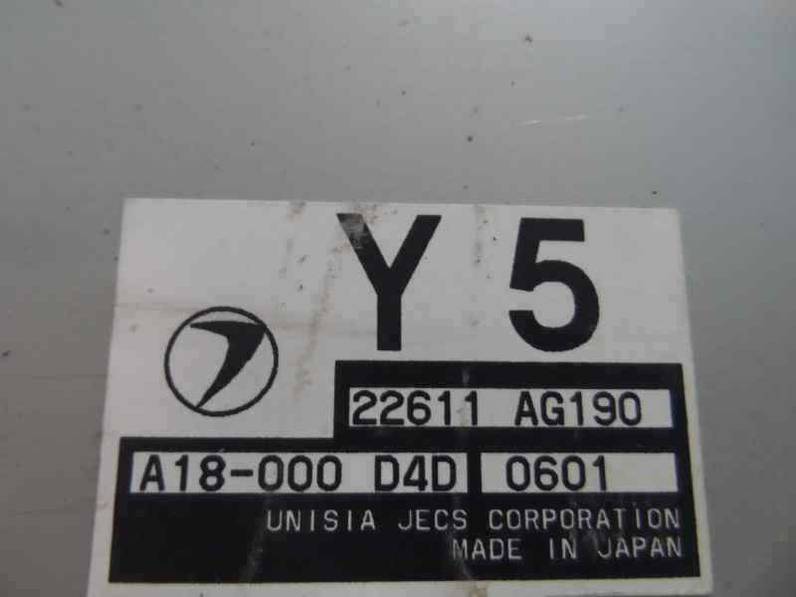 Y 5
22611 AG190
A18-000 D4D 0601
UNISIA JECS CORPORATION
MADE IN JAPAN